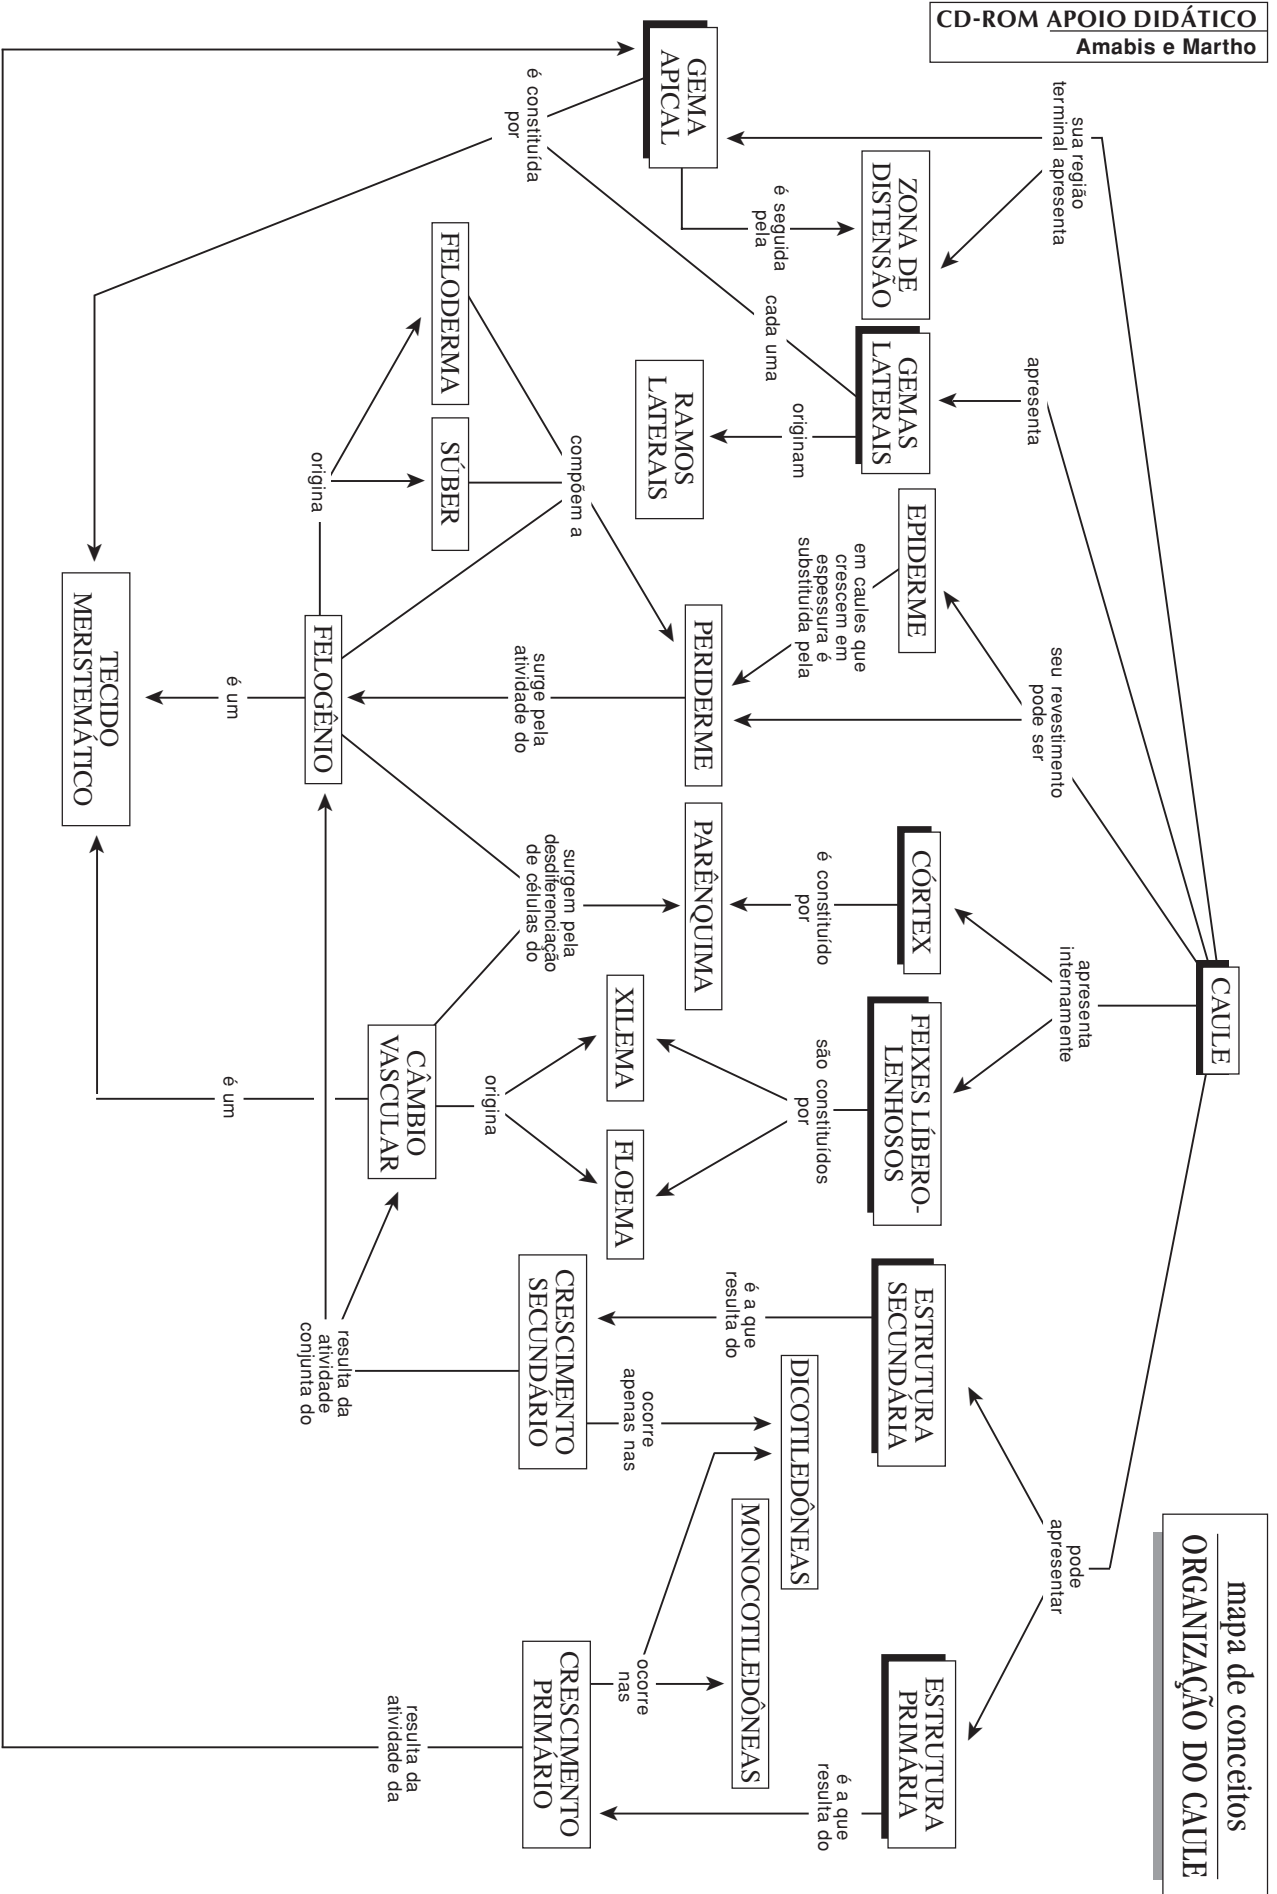 CD-ROM APOIO DIDÁTICO
Amabis e Martho
mapa de conceitos
ORGANIZAÇÃO DO CAULE
CAULE
sua região
terminal apresenta
apresenta
seu revestimento
pode ser
apresenta
internamente
pode
apresentar
ZONA DE
DISTENSÃO
GEMAS
LATERAIS
EPIDERME
CÓRTEX
FEIXES LÍBERO-
LENHOSOS
ESTRUTURA
SECUNDÁRIA
ESTRUTURA
PRIMÁRIA
é seguida
pela
cada uma
originam
em caules que
crescem em
espessura é
substituída pela
é constituído
por
são constituídos
por
é a que
resulta do
é a que
resulta do
DICOTILEDÔNEAS
MONOCOTILEDÔNEAS
GEMA
APICAL
RAMOS
LATERAIS
PERIDERME
PARÊNQUIMA
XILEMA
FLOEMA
ocorre
apenas nas
ocorre
nas
é constituída
por
compõem a
surge pela
atividade do
surgem pela
desdiferenciação
de células do
origina
CRESCIMENTO
SECUNDÁRIO
CRESCIMENTO
PRIMÁRIO
FELODERMA
SÚBER
CÂMBIO
VASCULAR
resulta da
atividade da
origina
FELOGÊNIO
resulta da
atividade
conjunta do
é um
é um
TECIDO
MERISTEMÁTICO